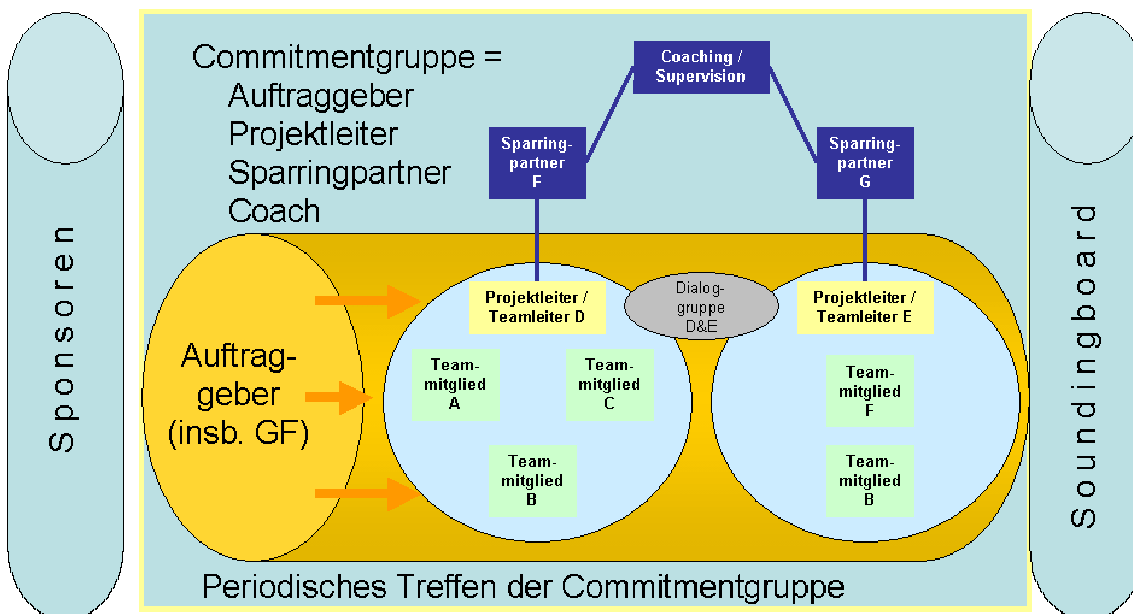 Sponsoren
Commitmentgruppe =
Auftraggeber
Projektleiter
Sparringpartner
Coach
Coaching /
Supervision
Sparring-
partner
F
Sparring-
partner
G
Auftrag-
geber
(insb. GF)
Projektleiter /
Teamleiter D
Dialog-
gruppe
D&E
Projektleiter /
Teamleiter E
Team-
mitglied
A
Team-
mitglied
C
Team-
mitglied
B
Team-
mitglied
F
Team-
mitglied
B
Periodisches Treffen der Commitmentgruppe
Soundingboard